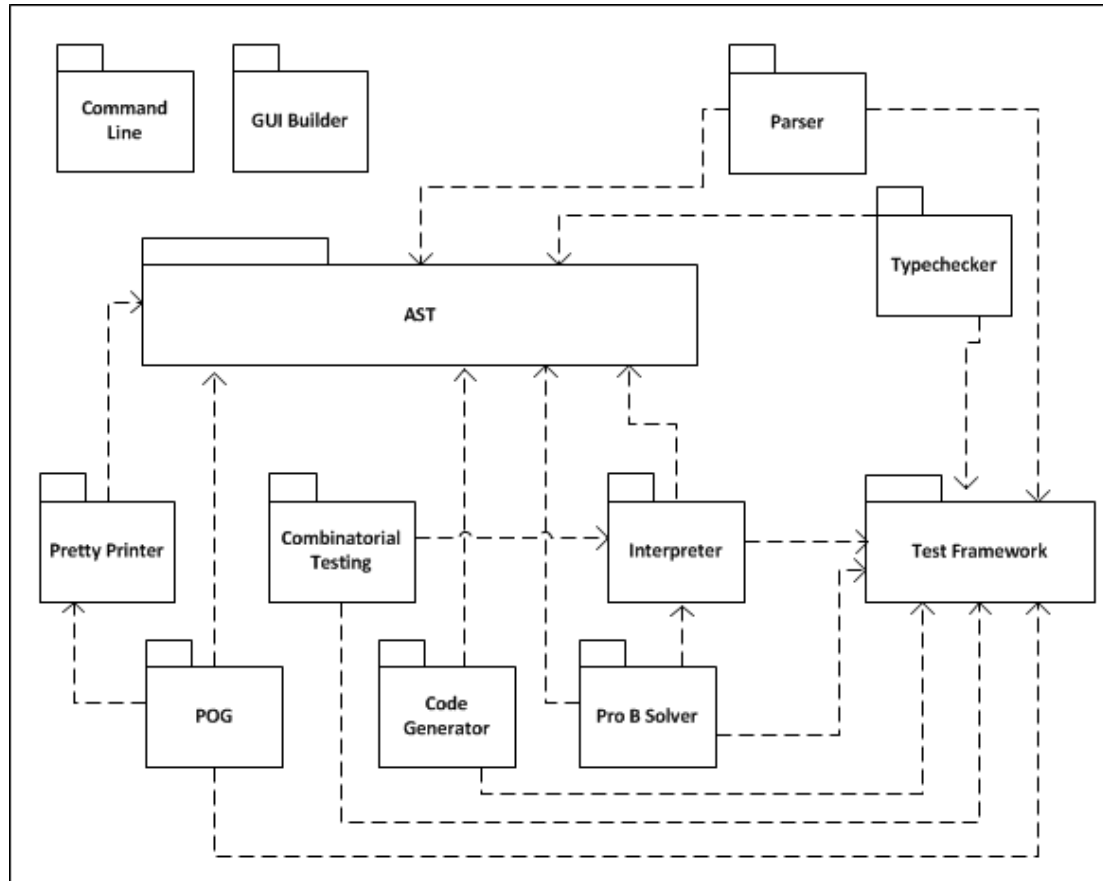 Command
Line
GUI Builder
Parser
Typechecker
AST
Pretty Printer
Combinatorial
Testing
Interpreter
Test Framework
POG
Code
Generator
Pro B Solver